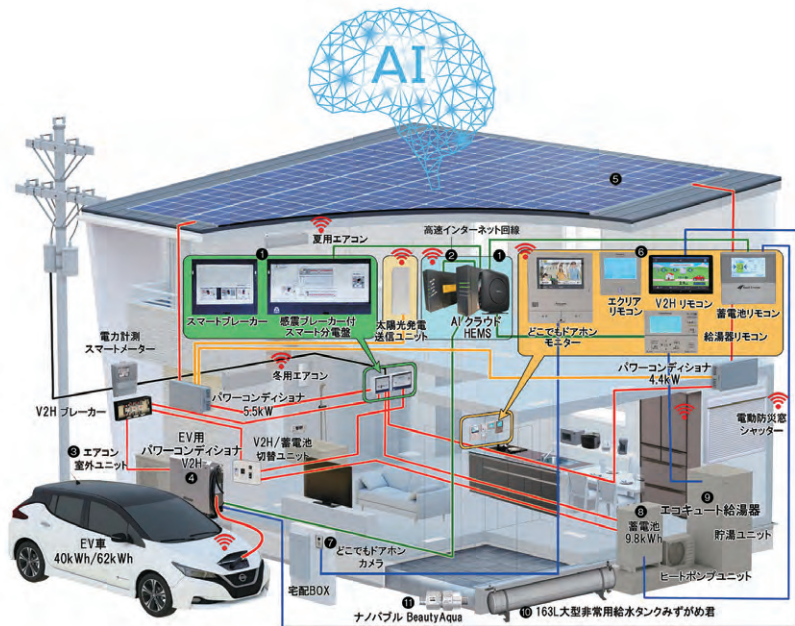 AI
⑤
夏用エアコン
高速インターネット回線
①
②
①
⑥
スマートブレーカー
感震ブレーカー付
スマート分電盤
太陽光発電
送信ユニット
AI クラウド
HEMS
どこでもドアホン
モニター
エクリア
リモコン
V2H リモコン
蓄電池リモコン
給湯器リモコン
電力計測
スマートメーター
冬用エアコン
パワーコンディショナ
5.5kW
パワーコンディショナ
4.4kW
V2H ブレーカー
電動防災窓
シャッター
③ エアコン
室外ユニット
EV用
パワーコンディショナ
V2H
④
V2H/蓄電池
切替ユニット
EV車
40kWh/62kWh
⑦ どこでもドアホン
カメラ
宅配BOX
⑧
蓄電池
9.8kWh
⑨
エコキュート給湯器
貯湯ユニット
ヒートポンプユニット
⑪
ナノバブル BeautyAqua
⑩ 163L大型非常用給水タンクみずがめ君